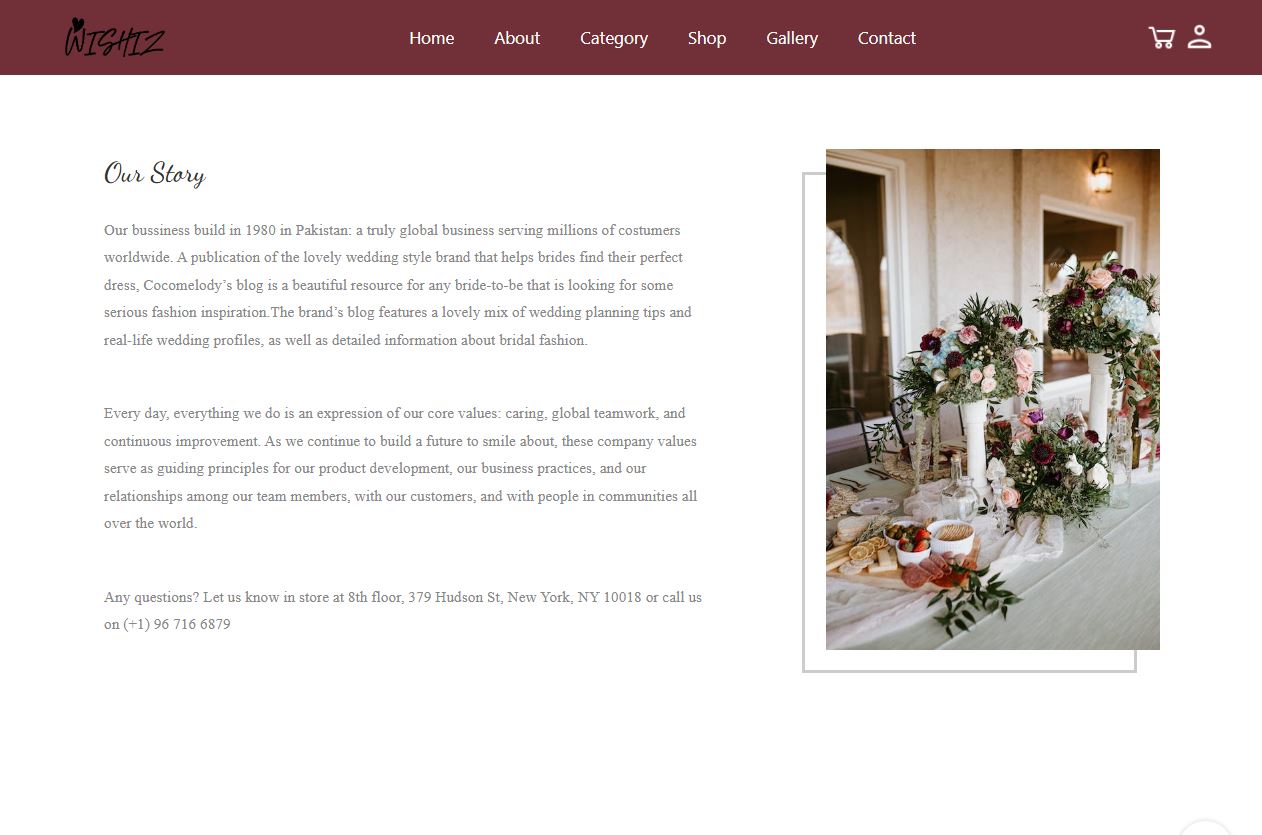 WISHIZ
Home About Category Shop Gallery Contact
Our Story
Our bussiness build in 1980 in Pakistan: a truly global business serving millions of costumers
worldwide. A publication of the lovely wedding style brand that helps brides find their perfect
dress, Cocomelody’s blog is a beautiful resource for any bride-to-be that is looking for some
serious fashion inspiration.The brand’s blog features a lovely mix of wedding planning tips and
real-life wedding profiles, as well as detailed information about bridal fashion.
Every day, everything we do is an expression of our core values: caring, global teamwork, and
continuous improvement. As we continue to build a future to smile about, these company values
serve as guiding principles for our product development, our business practices, and our
relationships among our team members, with our customers, and with people in communities all
over the world.
Any questions? Let us know in store at 8th floor, 379 Hudson St, New York, NY 10018 or call us
on (+1) 96 716 6879